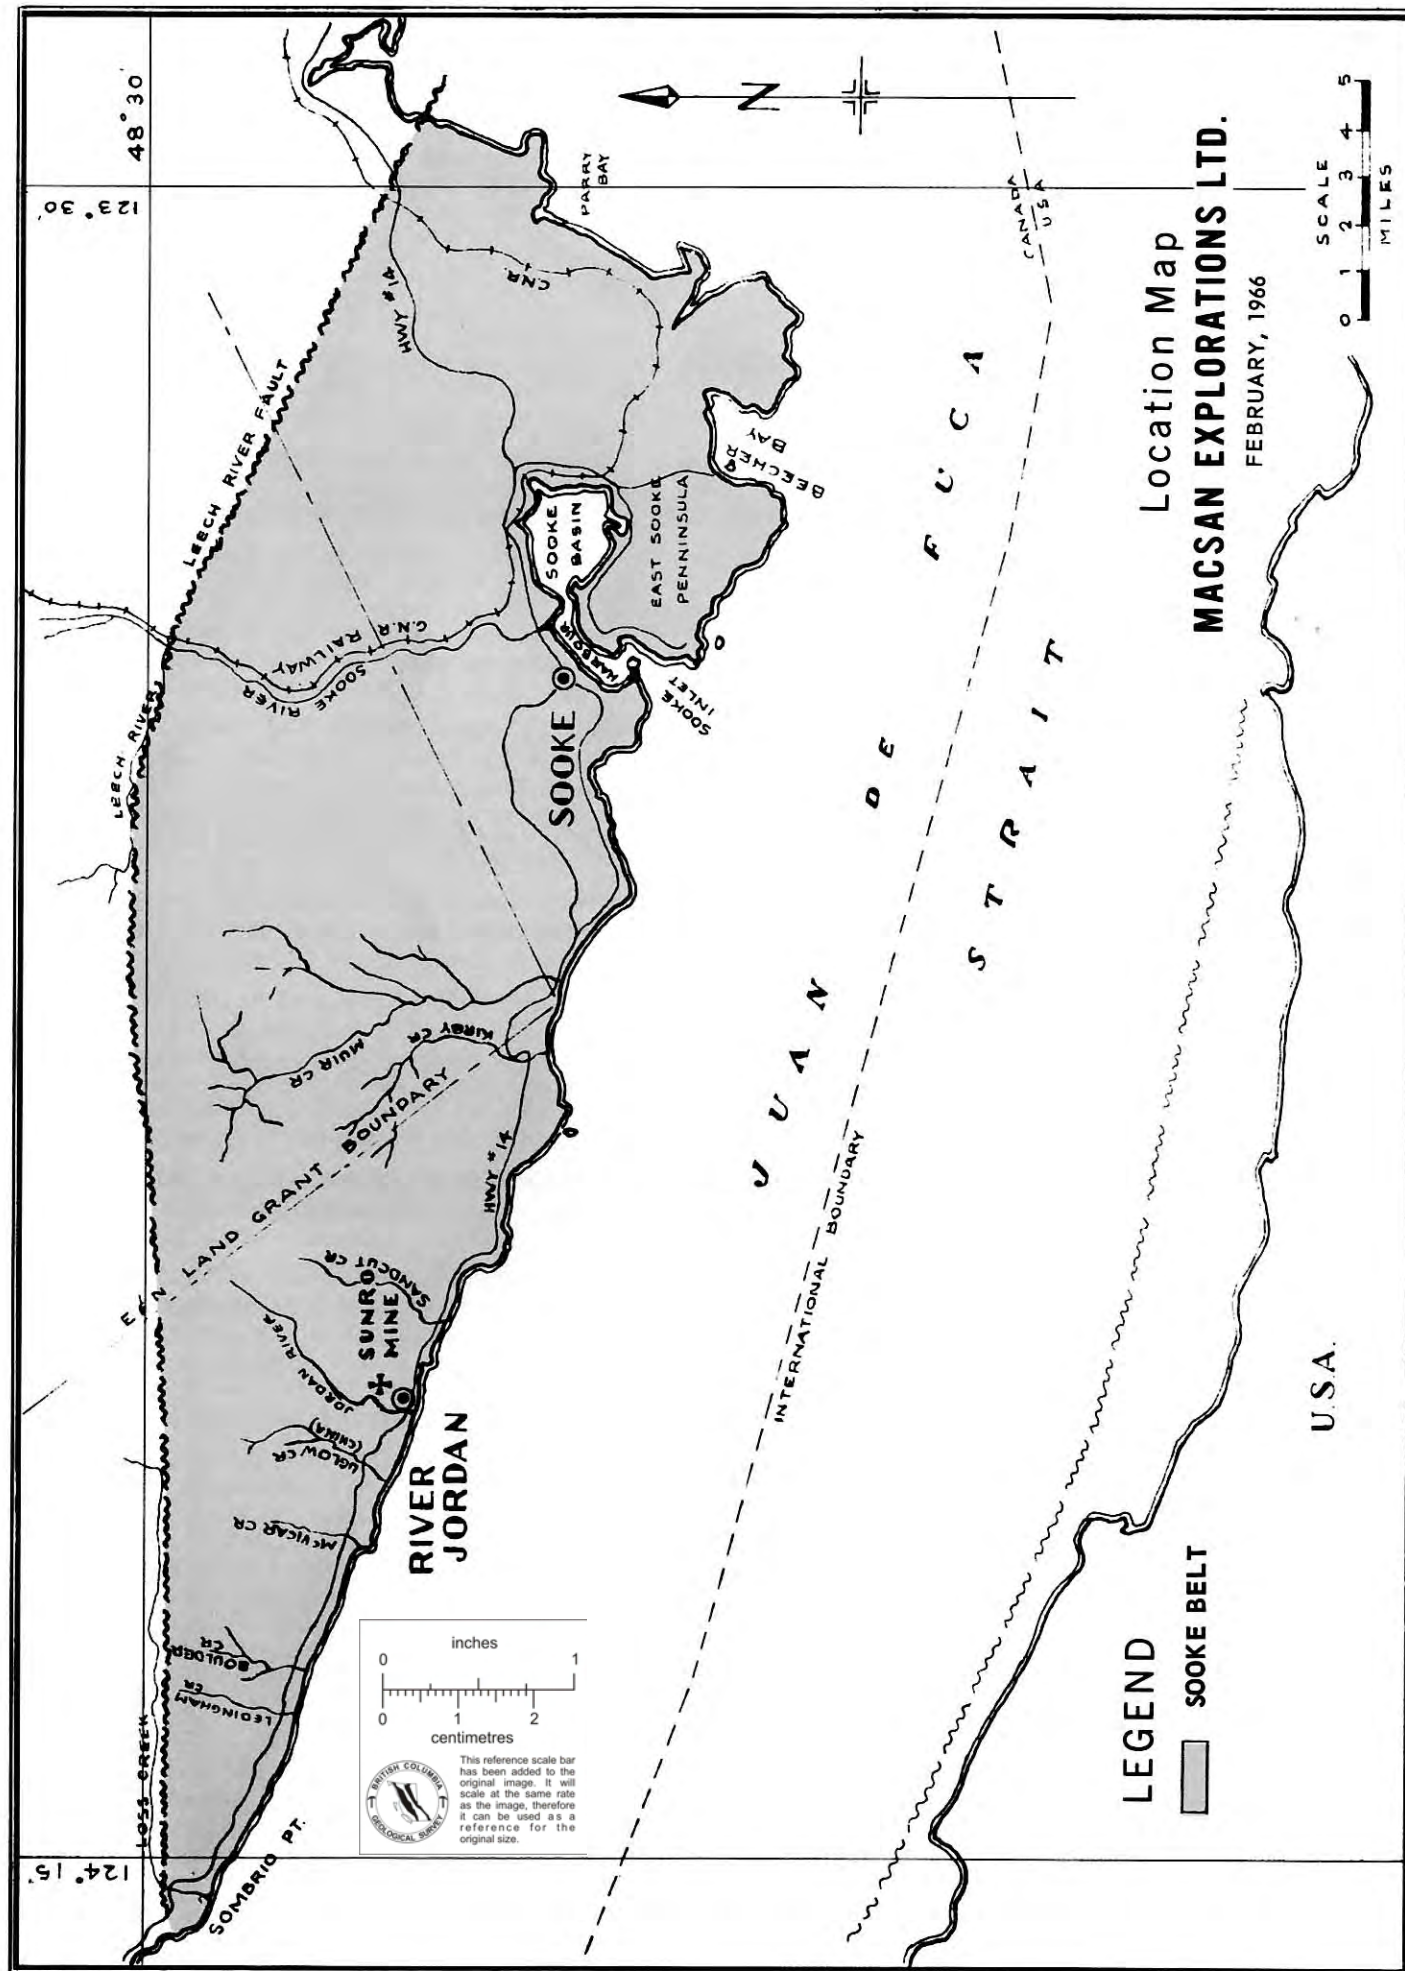 48° 30'
123° 30'
124° 15'
LEECH RIVER FAULT
LEECH RIVER
SOOKE RIVER
C.N.R. RAILWAY
C.N.R.
HWY #14
PARRY
BAY
N
CANADA
USA
SOOKE
BASIN
HARBOUR
SOOKE
INLET
EAST SOOKE
PENNINSULA
BEECHER
BAY
SOOKE
MUIR CR
KIRBY CR
E & N LAND GRANT BOUNDARY
HWY #14
SANDCUT CR
SUNRO
MINE
JORDAN RIVER
UGLOW CR
(CHINA)
McVICAR CR
RIVER
JORDAN
BOULDER
CR
LEDINGHAM
CR
LOSS CREEK
SOMBRIO PT.
JUAN DE FUCA
STRAIT
INTERNATIONAL BOUNDARY
U.S.A.
Location Map
MACSAN EXPLORATIONS LTD.
FEBRUARY, 1966
SCALE
0 1 2 3 4 5
MILES
LEGEND
SOOKE BELT
inches
0 1
0 1 2
centimetres
BRITISH COLUMBIA
GEOLOGICAL SURVEY
This reference scale bar
has been added to the
original image. It will
scale at the same rate
as the image, therefore
it can be used as a
reference for the
original size.